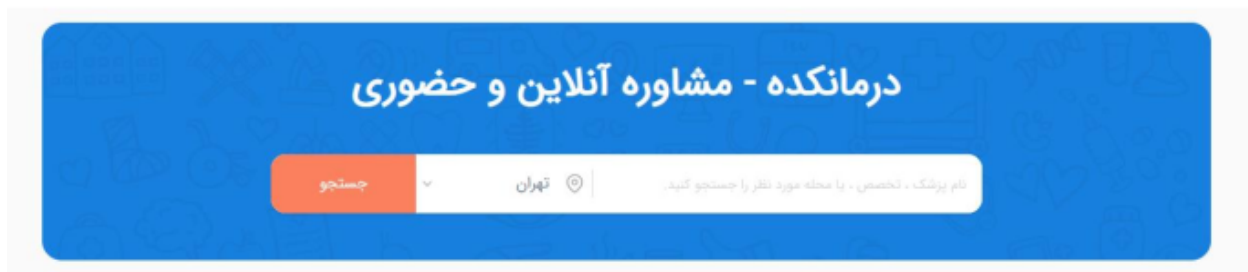 درمانکده - مشاوره آنلاین و حضوری
نام پزشک ، تخصص ، یا محله مورد نظر را جستجو کنید. تهران جستجو